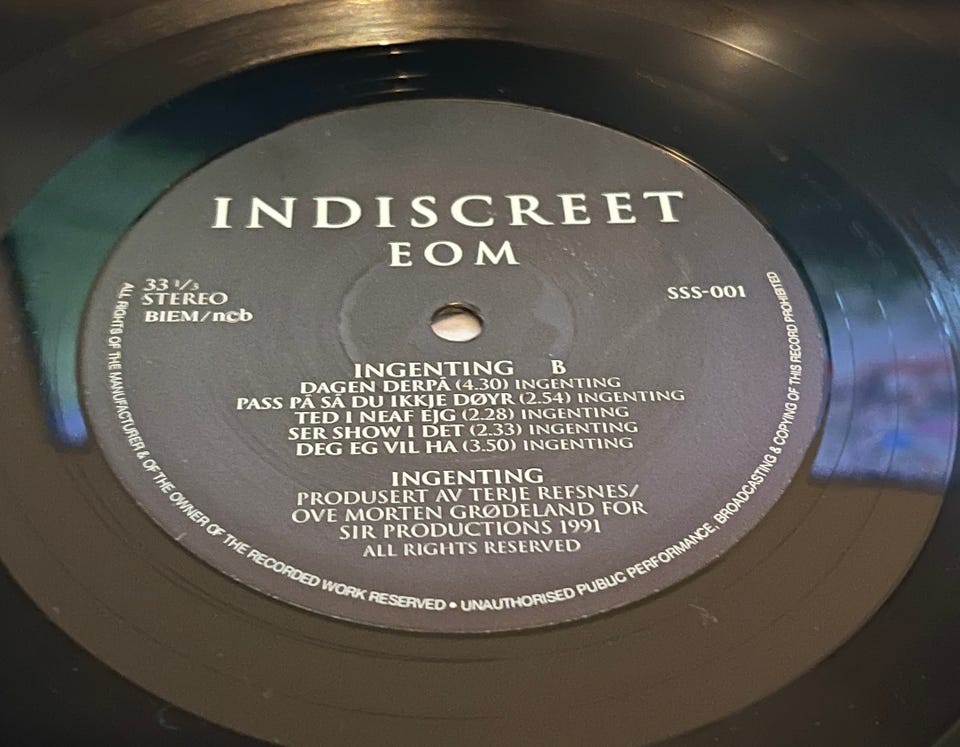 INDISCREET
EOM
33 1/3
STEREO
BIEM/ncb
SSS-001
INGENTING B
DAGEN DERPÅ (4.30) INGENTING
PASS PÅ SÅ DU IKKJE DØYR (2.54) INGENTING
TED I NEAF EJG (2.28) INGENTING
SER SHOW I DET (2.33) INGENTING
DEG EG VIL HA (3.50) INGENTING
INGENTING
PRODUSERT AV TERJE REFSNES/
OVE MORTEN GRØDELAND FOR
SIR PRODUCTIONS 1991
ALL RIGHTS RESERVED
ALL RIGHTS OF THE MANUFACTURER & OF THE OWNER OF THE RECORDED WORK RESERVED • UNAUTHORISED PUBLIC PERFORMANCE, BROADCASTING & COPYING OF THIS RECORD PROHIBITED